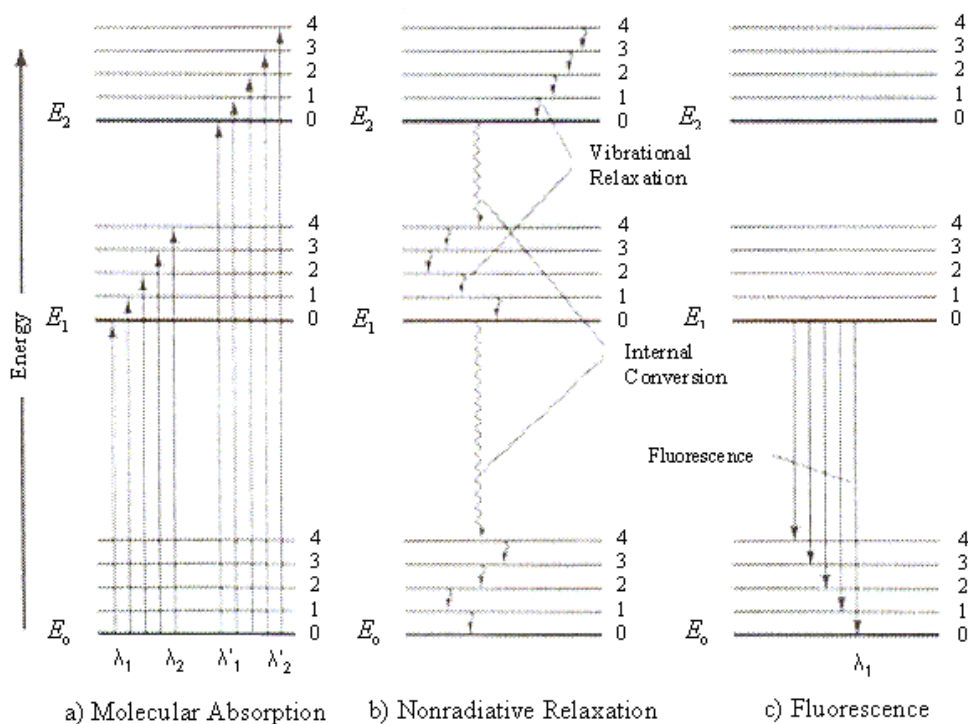 Energy
E₂
4
3
2
1
0
E₁
4
3
2
1
0
Eₒ
4
3
2
1
0
λ₁
λ₂
λ'₁
λ'₂
a) Molecular Absorption
E₂
4
3
2
1
0
Vibrational
Relaxation
E₁
4
3
2
1
0
Internal
Conversion
Eₒ
4
3
2
1
0
b) Nonradiative Relaxation
E₂
4
3
2
1
0
E₁
4
3
2
1
0
Fluorescence
Eₒ
4
3
2
1
0
λ₁
c) Fluorescence